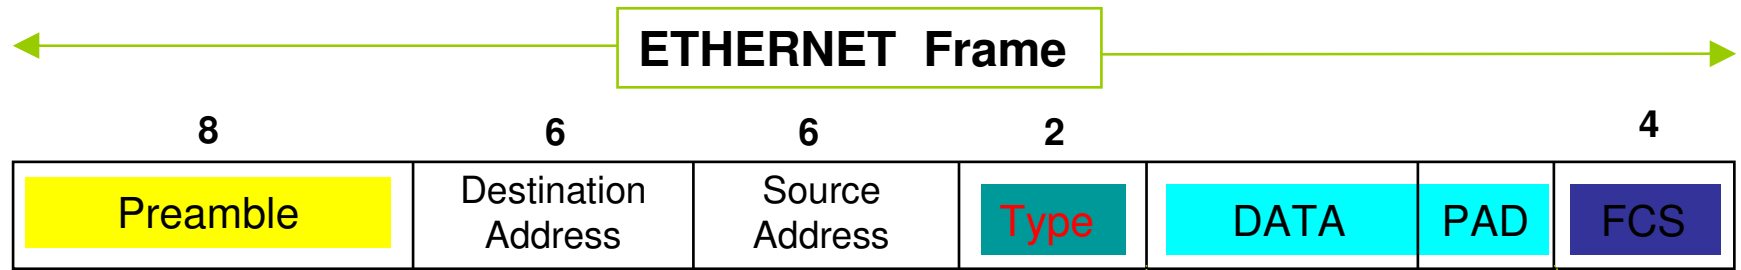 ETHERNET Frame
8 6 6 2 4
Preamble Destination Address Source Address Type DATA PAD FCS